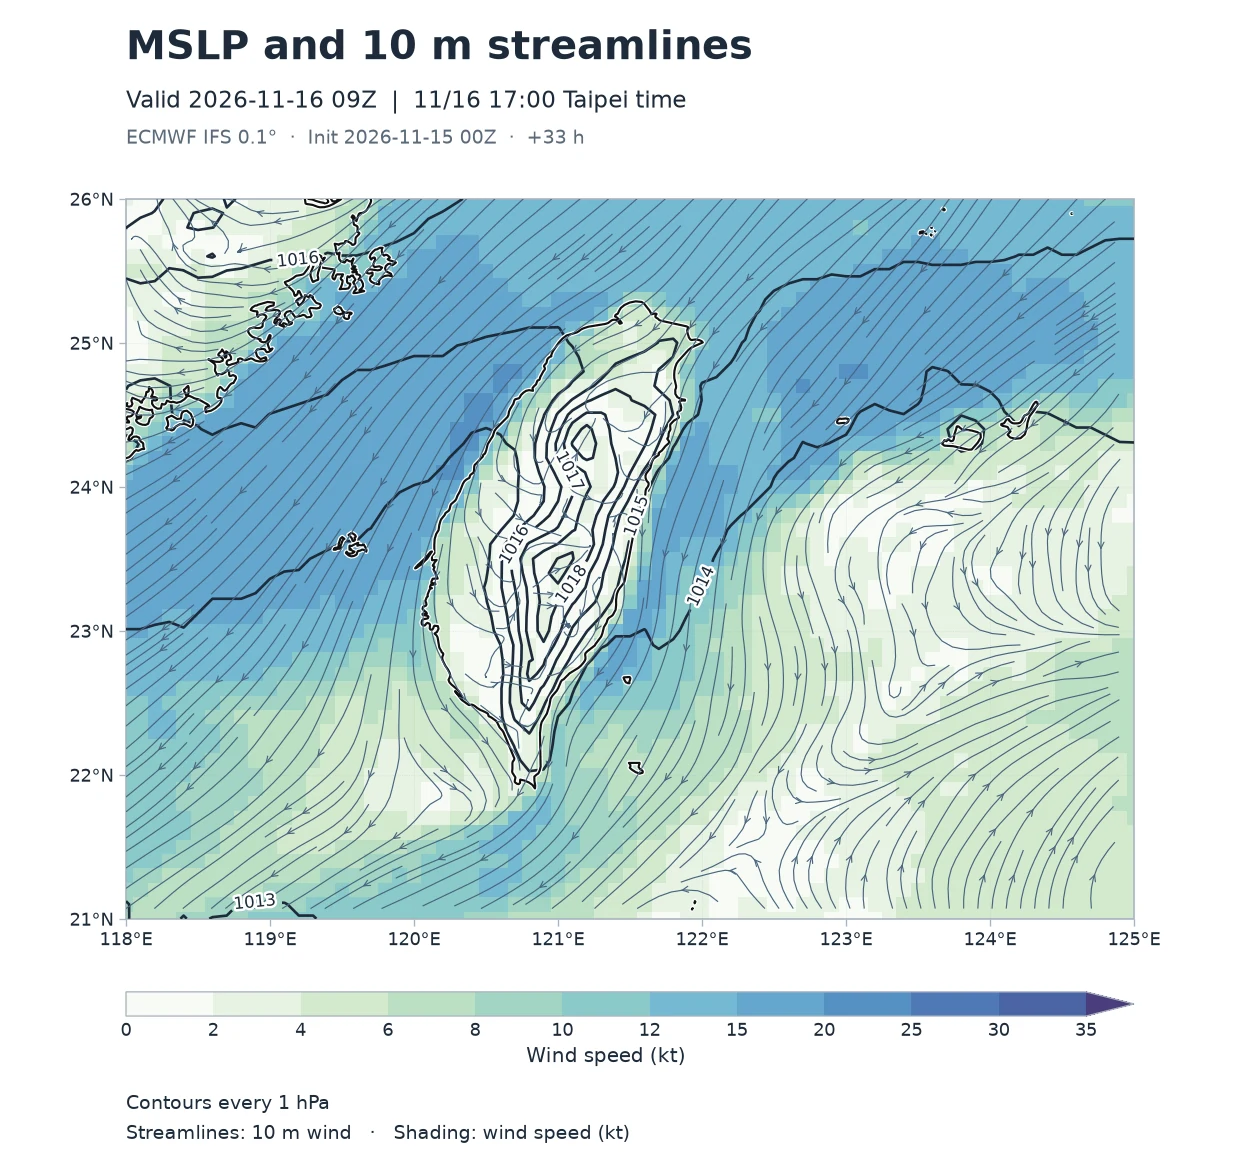 MSLP and 10 m streamlines
Valid 2026-11-16 09Z | 11/16 17:00 Taipei time
ECMWF IFS 0.1° · Init 2026-11-15 00Z · +33 h
26°N
1016
25°N
24°N
1017
1015
1016
1018
1014
23°N
22°N
1013
21°N
118°E 119°E 120°E 121°E 122°E 123°E 124°E 125°E
0 2 4 6 8 10 12 15 20 25 30 35
Wind speed (kt)
Contours every 1 hPa
Streamlines: 10 m wind · Shading: wind speed (kt)